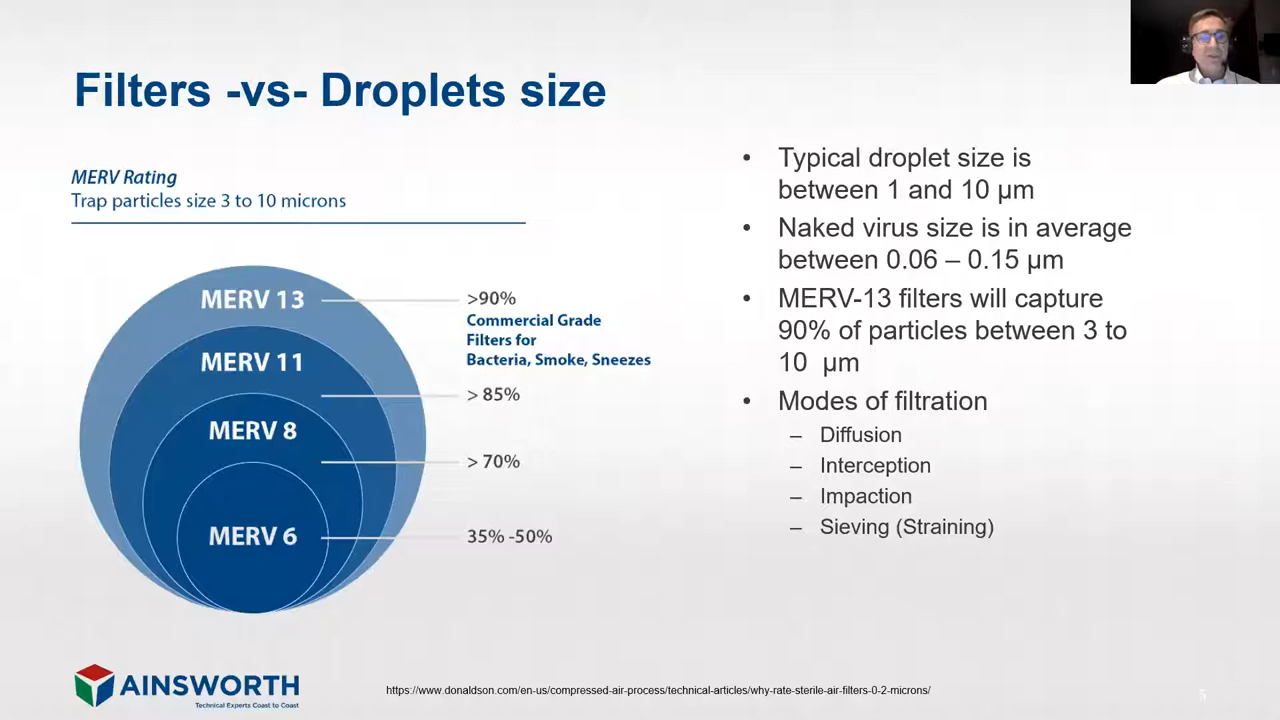 Filters -vs- Droplets size
MERV Rating
Trap particles size 3 to 10 microns
MERV 13
>90%
Commercial Grade
Filters for
Bacteria, Smoke, Sneezes
MERV 11
> 85%
MERV 8
> 70%
MERV 6
35% -50%
• Typical droplet size is
between 1 and 10 µm
• Naked virus size is in average
between 0.06 – 0.15 µm
• MERV-13 filters will capture
90% of particles between 3 to
10 µm
• Modes of filtration
– Diffusion
– Interception
– Impaction
– Sieving (Straining)
AINSWORTH
Technical Experts Coast to Coast
https://www.donaldson.com/en-us/compressed-air-process/technical-articles/why-rate-sterile-air-filters-0-2-microns/
5